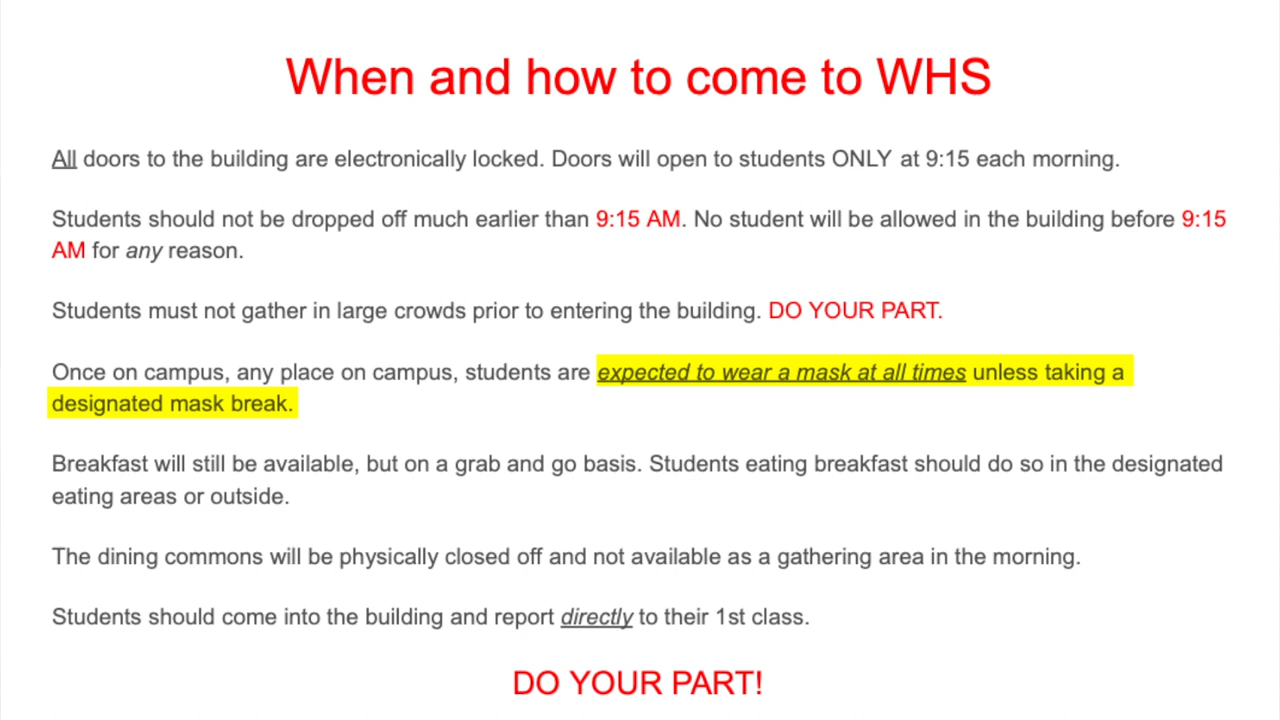 When and how to come to WHS
All doors to the building are electronically locked. Doors will open to students ONLY at 9:15 each morning.
Students should not be dropped off much earlier than 9:15 AM. No student will be allowed in the building before 9:15
AM for any reason.
Students must not gather in large crowds prior to entering the building. DO YOUR PART.
Once on campus, any place on campus, students are expected to wear a mask at all times unless taking a
designated mask break.
Breakfast will still be available, but on a grab and go basis. Students eating breakfast should do so in the designated
eating areas or outside.
The dining commons will be physically closed off and not available as a gathering area in the morning.
Students should come into the building and report directly to their 1st class.
DO YOUR PART!